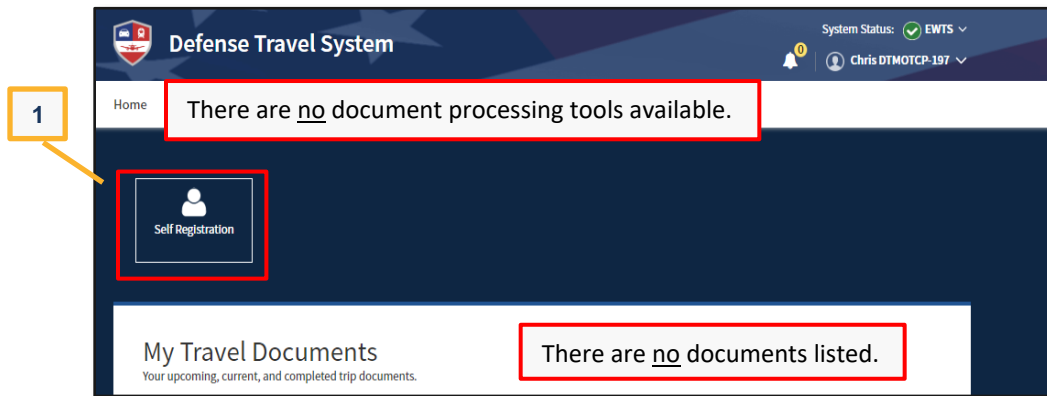 Defense Travel System
System Status: EWTS
0
Chris DTMOTCP-197
1
Home
There are no document processing tools available.
Self Registration
My Travel Documents
Your upcoming, current, and completed trip documents.
There are no documents listed.